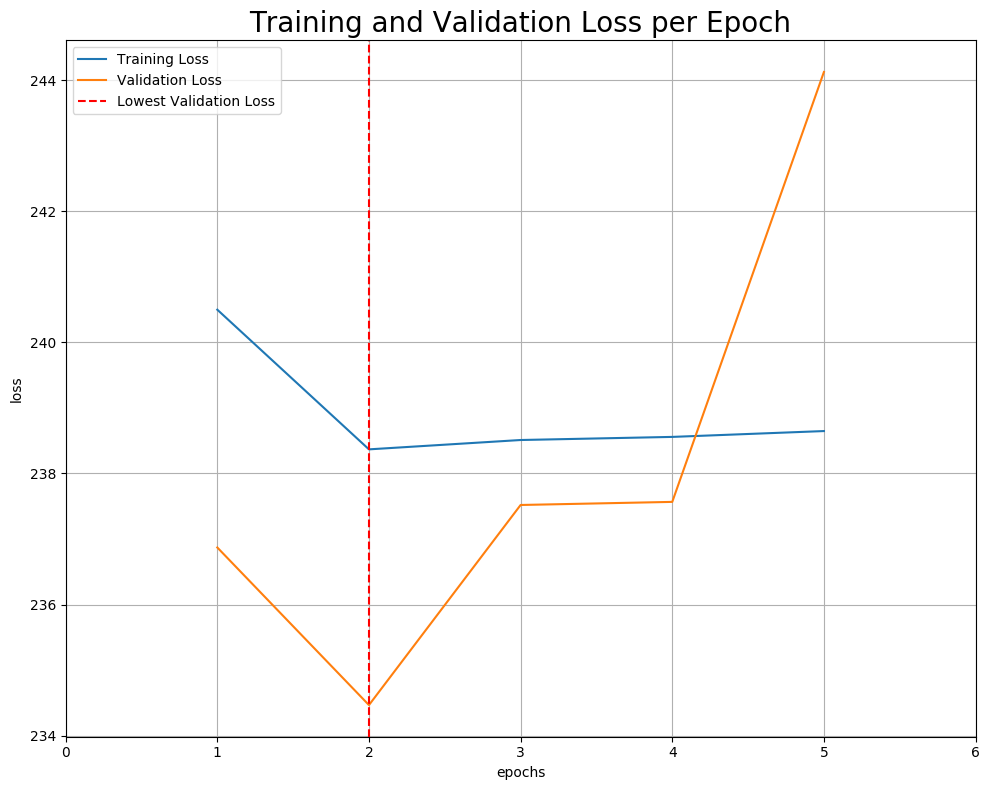 Training and Validation Loss per Epoch
Training Loss
Validation Loss
Lowest Validation Loss
244
242
240
238
236
234
loss
0 1 2 3 4 5 6
epochs